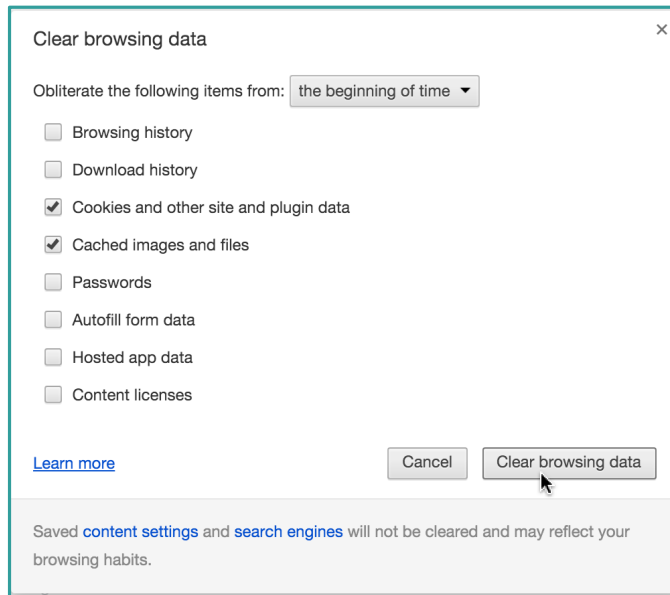 Clear browsing data
Obliterate the following items from: the beginning of time
Browsing history
Download history
Cookies and other site and plugin data
Cached images and files
Passwords
Autofill form data
Hosted app data
Content licenses
Learn more Cancel Clear browsing data
Saved content settings and search engines will not be cleared and may reflect your
browsing habits.